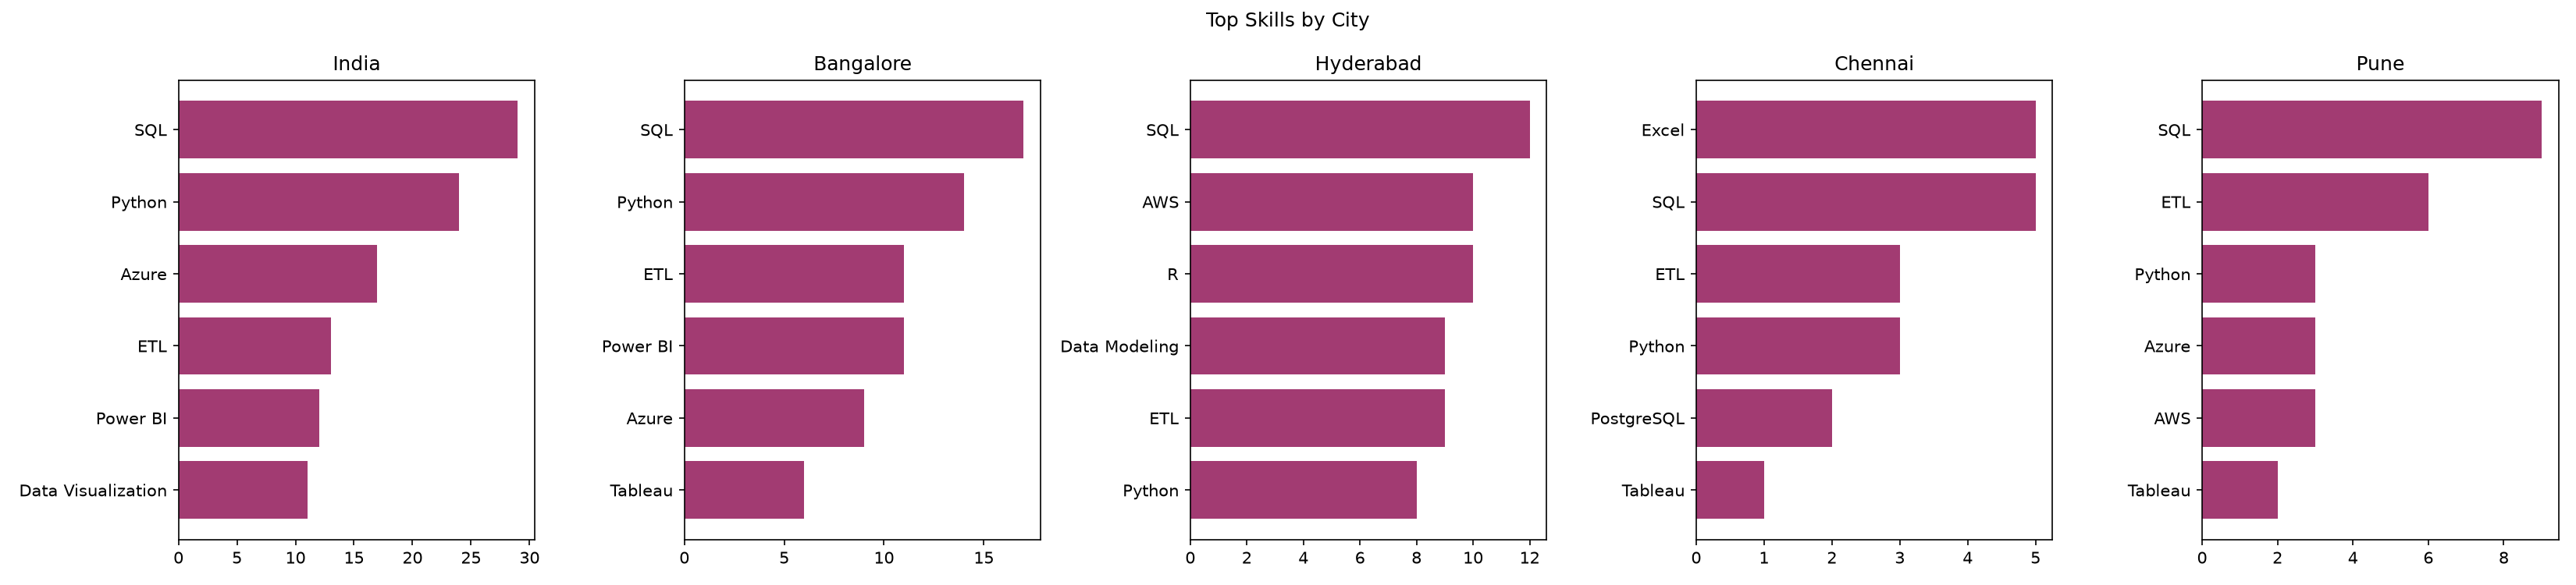 Top Skills by City
India
SQL
Python
Azure
ETL
Power BI
Data Visualization
0 5 10 15 20 25 30
Bangalore
SQL
Python
ETL
Power BI
Azure
Tableau
0 5 10 15
Hyderabad
SQL
AWS
R
Data Modeling
ETL
Python
0 2 4 6 8 10 12
Chennai
Excel
SQL
ETL
Python
PostgreSQL
Tableau
0 1 2 3 4 5
Pune
SQL
ETL
Python
Azure
AWS
Tableau
0 2 4 6 8